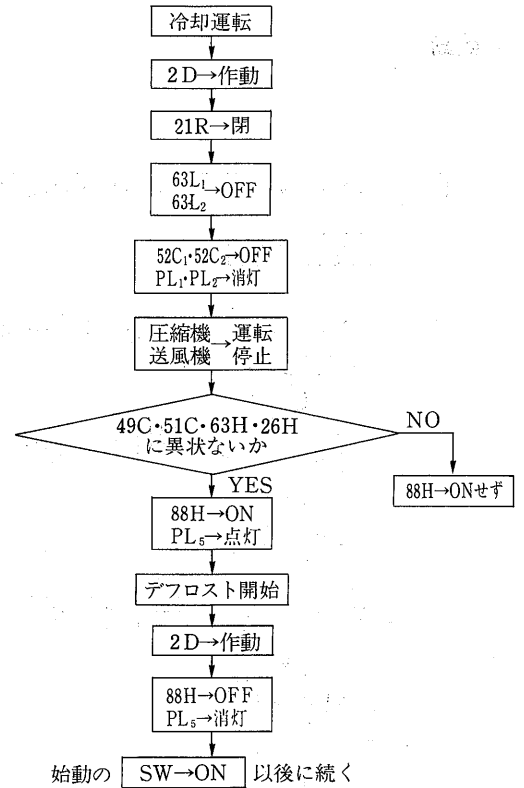 冷却運転
2D→作動
21R→閉
63L₁
63L₂ →OFF
52C₁・52C₂→OFF
PL₁・PL₂→消灯
圧縮機→運転
送風機 停止
49C・51C・63H・26H
に異状ないか
NO
88H→ONせず
YES
88H→ON
PL₅→点灯
デフロスト開始
2D→作動
88H→OFF
PL₅→消灯
始動の SW→ON 以後に続く